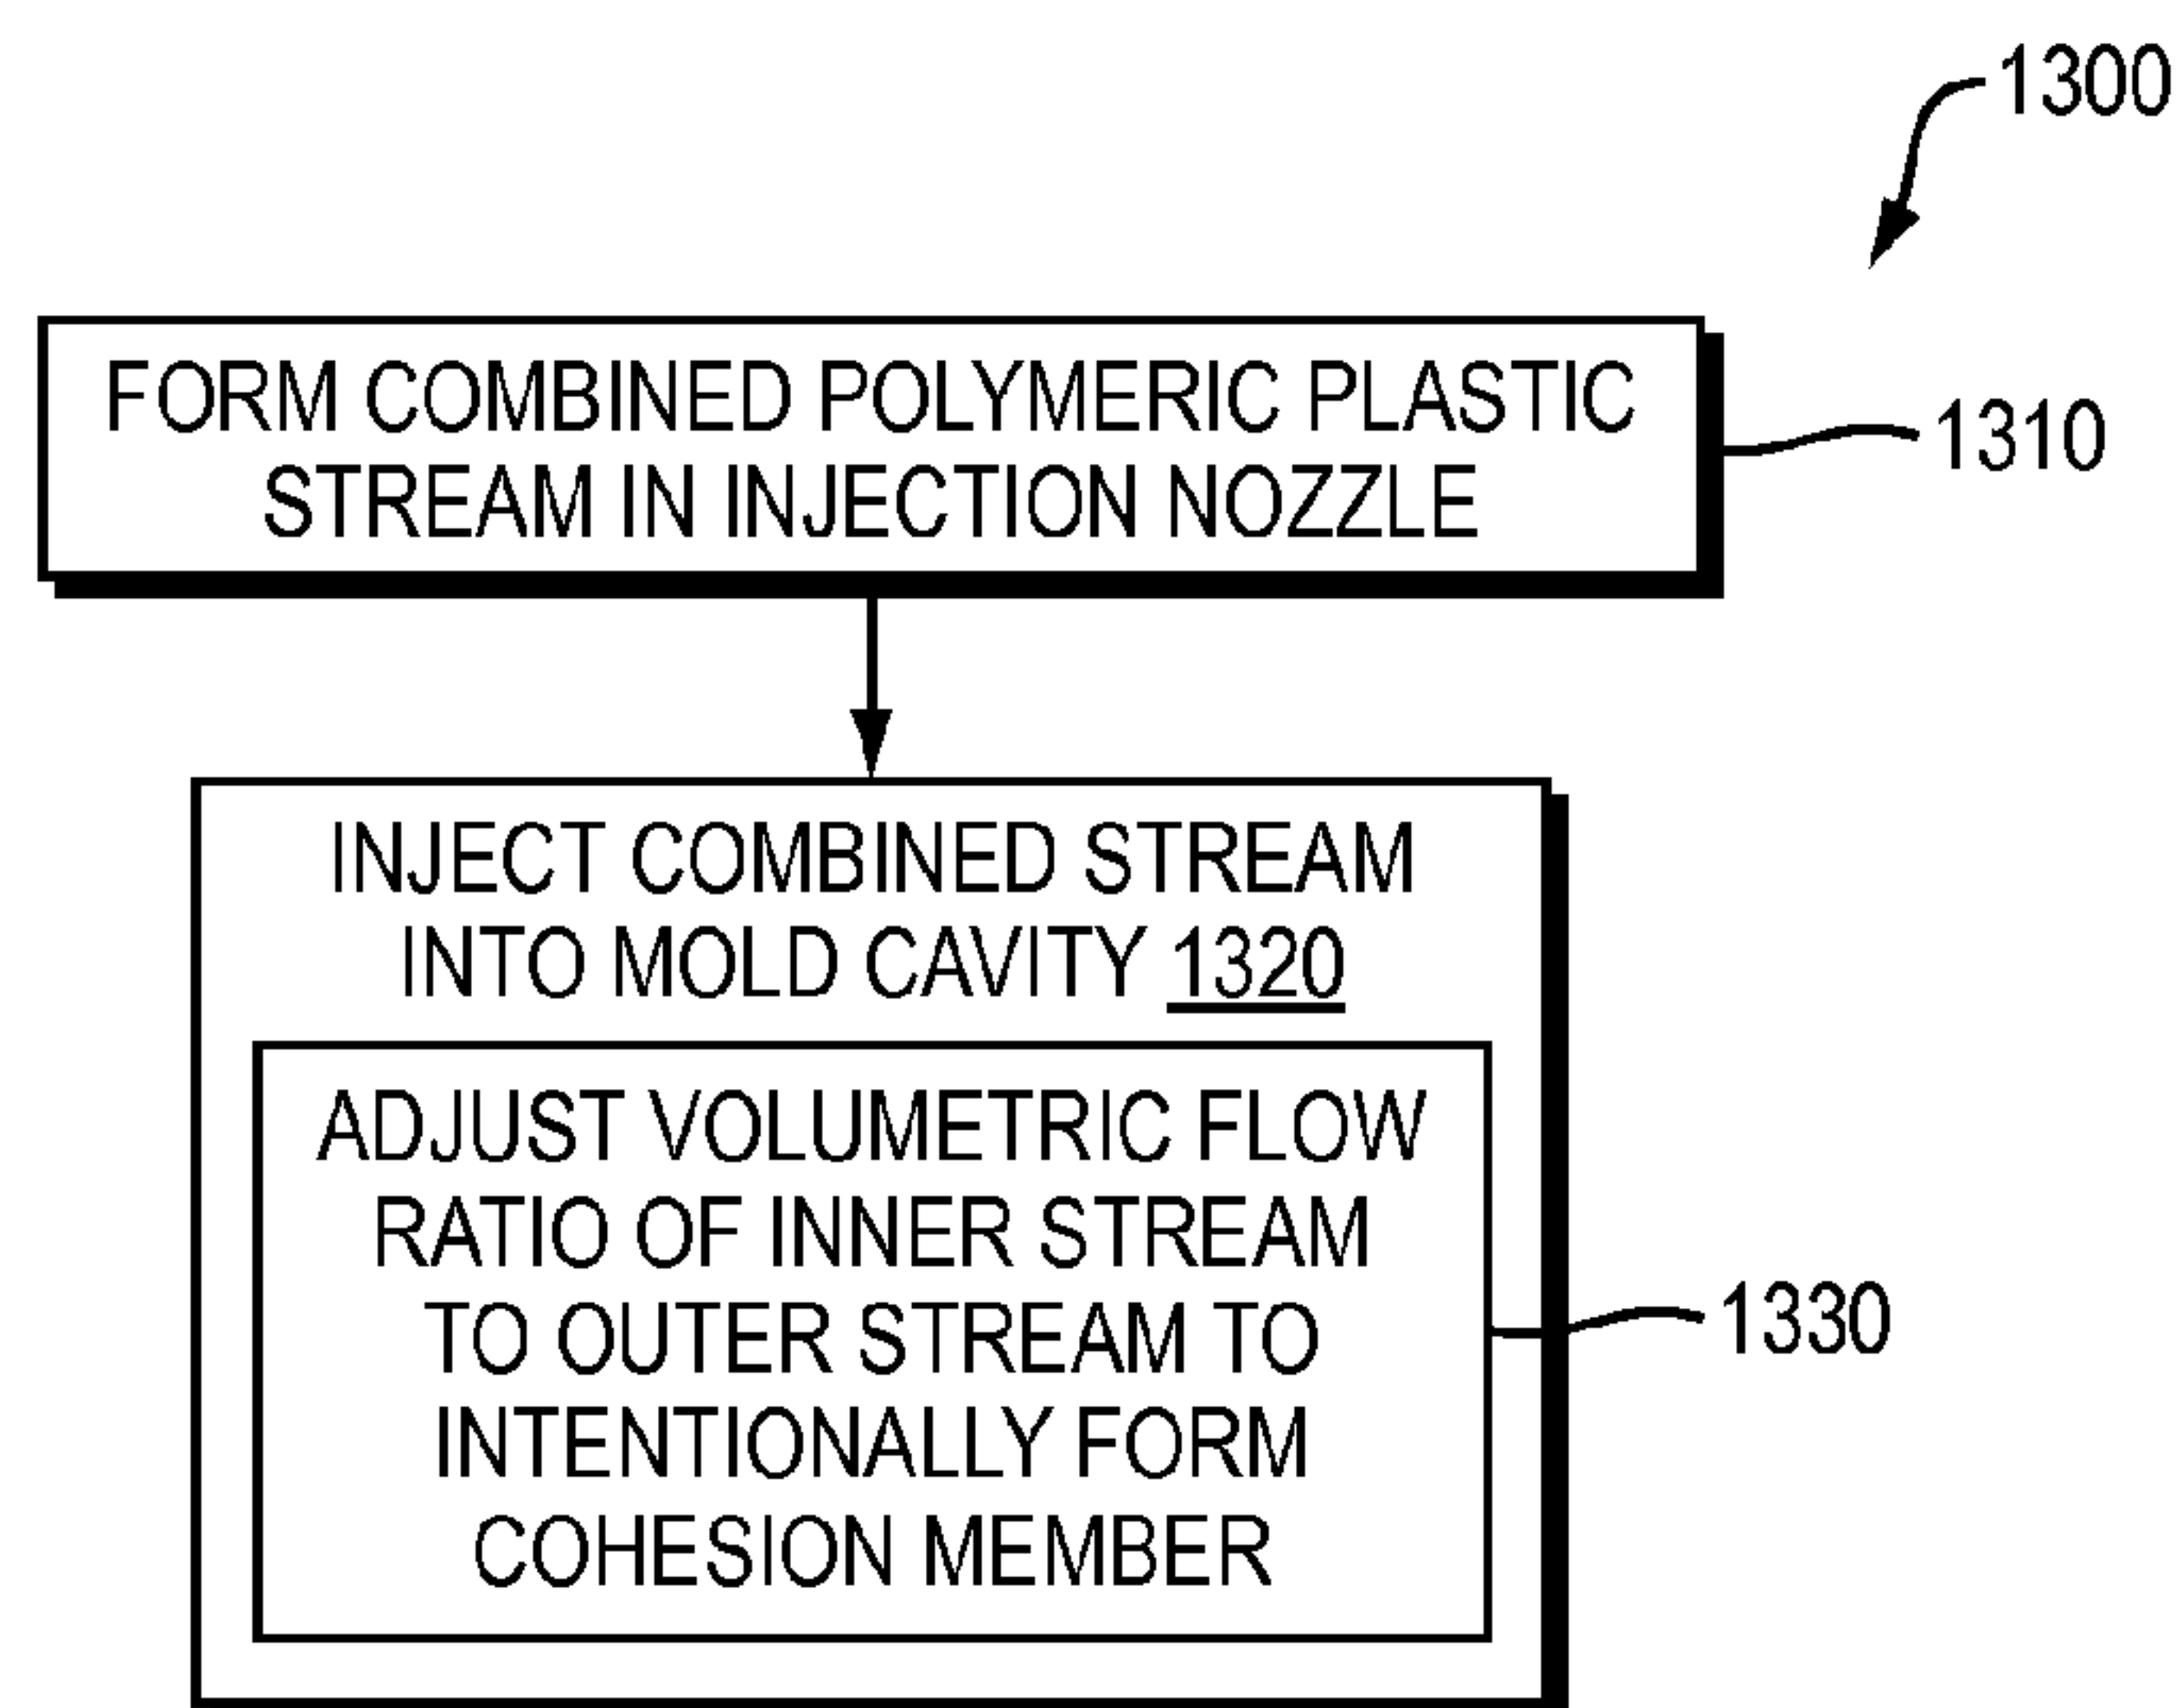 1300
FORM COMBINED POLYMERIC PLASTIC
STREAM IN INJECTION NOZZLE
1310
INJECT COMBINED STREAM
INTO MOLD CAVITY 1320
ADJUST VOLUMETRIC FLOW
RATIO OF INNER STREAM
TO OUTER STREAM TO
INTENTIONALLY FORM
COHESION MEMBER
1330